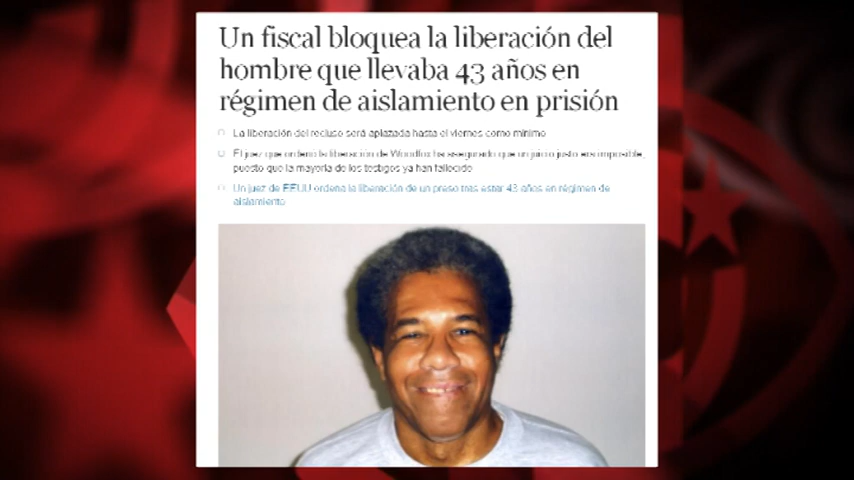 Un fiscal bloquea la liberación del
hombre que llevaba 43 años en
régimen de aislamiento en prisión
La liberación del recluso será aplazada hasta el viernes como mínimo
El juez que ordenó la liberación de Woodfox ha asegurado que un juicio justo era imposible,
puesto que la mayoría de los testigos ya han fallecido
Un juez de EEUU ordena la liberación de un preso tras estar 43 años en régimen de
aislamiento